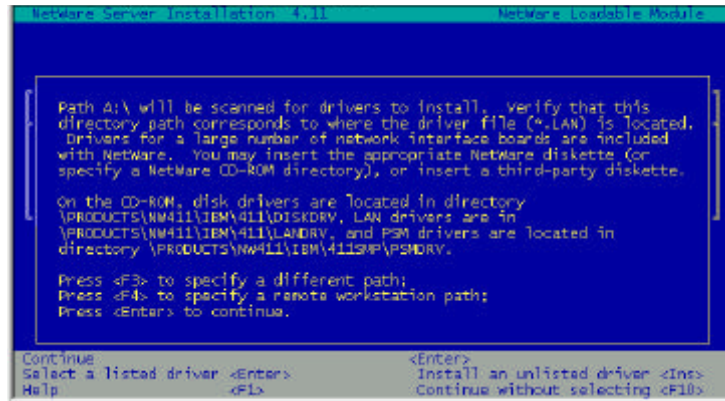 NetWare Server Installation 4.11 NetWare Loadable Module
Path A:\ will be scanned for drivers to install. Verify that this
directory path corresponds to where the driver file (*.LAN) is located.
Drivers for a large number of network interface boards are included
with NetWare. You may insert the appropriate NetWare diskette (or
specify a NetWare CD-ROM directory), or insert a third-party diskette.
On the CD-ROM, disk drivers are located in directory
\PRODUCTS\NW411\IBM\411\DISKDRV, LAN drivers are in
\PRODUCTS\NW411\IBM\411\LANDRV, and PSM drivers are located in
directory \PRODUCTS\NW411\IBM\411SMP\PSMDRV.
Press <F3> to specify a different path;
Press <F4> to specify a remote workstation path;
Press <Enter> to continue.
Continue <Enter>
Select a listed driver <Enter> Install an unlisted driver <Ins>
Help <F1> Continue without selecting <F10>